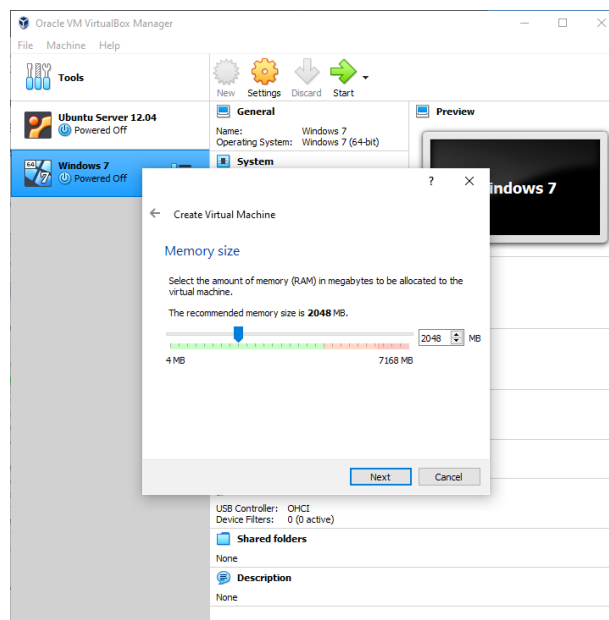 Oracle VM VirtualBox Manager
File Machine Help
Tools
New Settings Discard Start
Ubuntu Server 12.04
Powered Off
64
Windows 7
Powered Off
General
Name: Windows 7
Operating System: Windows 7 (64-bit)
System
Preview
indows 7
?
Create Virtual Machine
Memory size
Select the amount of memory (RAM) in megabytes to be allocated to the
virtual machine.
The recommended memory size is 2048 MB.
2048 MB
4 MB 7168 MB
Next Cancel
USB Controller: OHCI
Device Filters: 0 (0 active)
Shared folders
None
Description
None